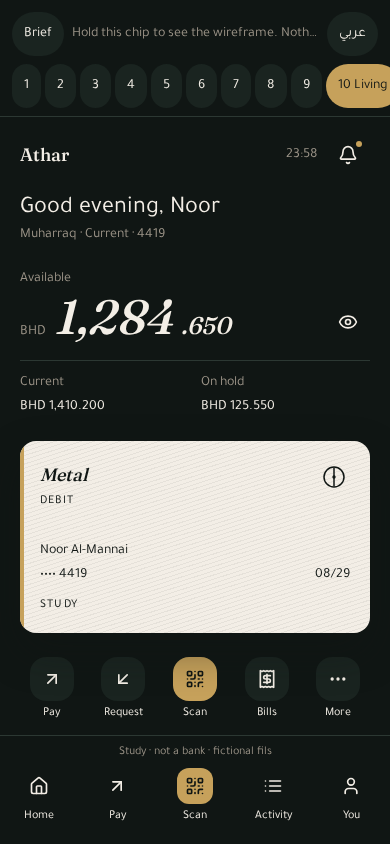 Brief
Hold this chip to see the wireframe. Noth...
عربي
1 2 3 4 5 6 7 8 9 10 Living
Athar
23:58
Good evening, Noor
Muharraq · Current · 4419
Available
BHD 1,284.650
Current On hold
BHD 1,410.200 BHD 125.550
Metal
DEBIT
Noor Al-Mannai
···· 4419 08/29
STUDY
Pay Request Scan Bills More
Study · not a bank · fictional fils
Home Pay Scan Activity You